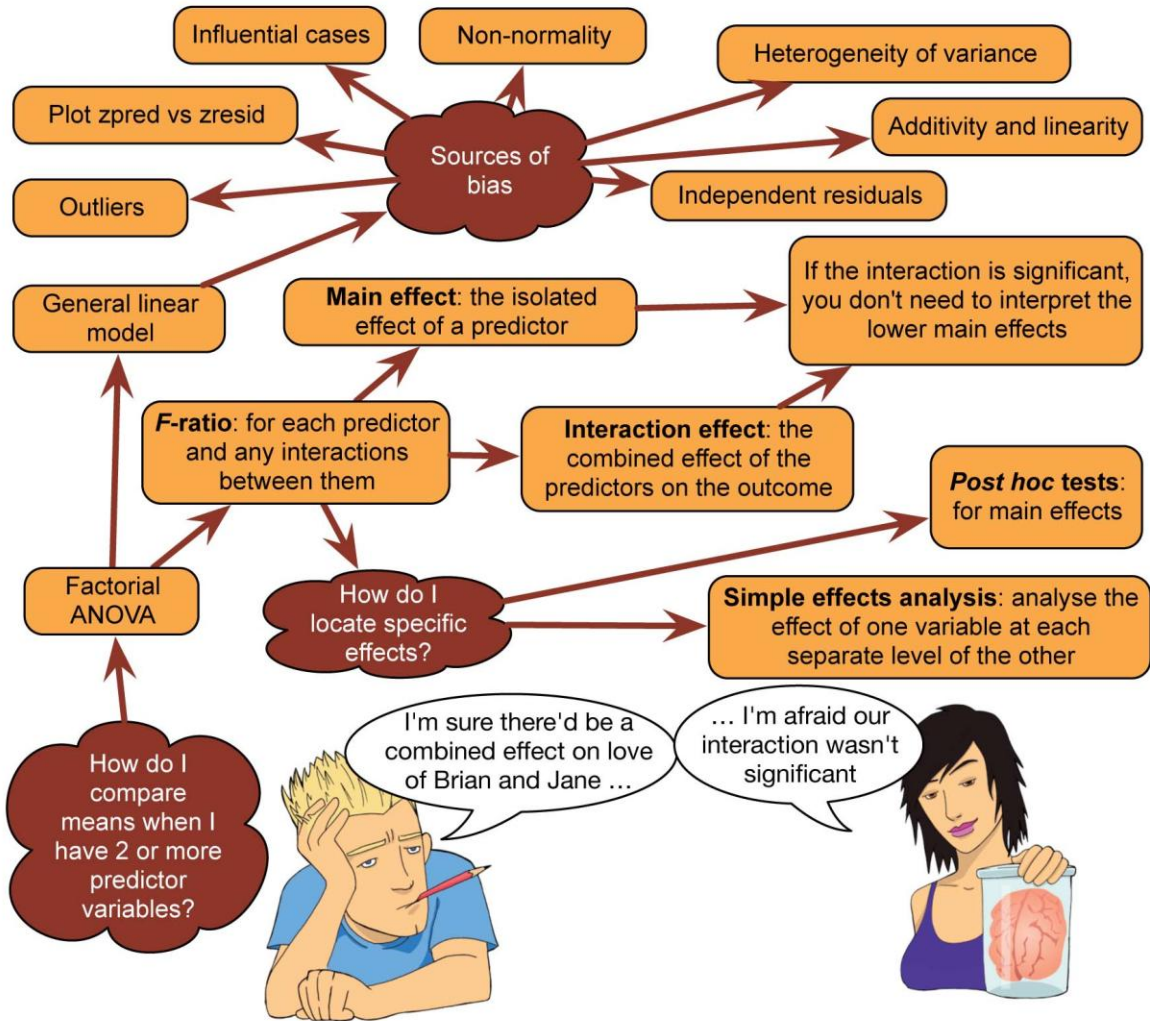 Influential cases
Non-normality
Heterogeneity of variance
Plot zpred vs zresid
Additivity and linearity
Sources of
bias
Outliers
Independent residuals
General linear
model
Main effect: the isolated
effect of a predictor
If the interaction is significant,
you don't need to interpret the
lower main effects
F-ratio: for each predictor
and any interactions
between them
Interaction effect: the
combined effect of the
predictors on the outcome
Post hoc tests:
for main effects
Factorial
ANOVA
How do I
locate specific
effects?
Simple effects analysis: analyse the
effect of one variable at each
separate level of the other
How do I
compare
means when I
have 2 or more
predictor
variables?
I'm sure there'd be a
combined effect on love
of Brian and Jane ...
... I'm afraid our
interaction wasn't
significant